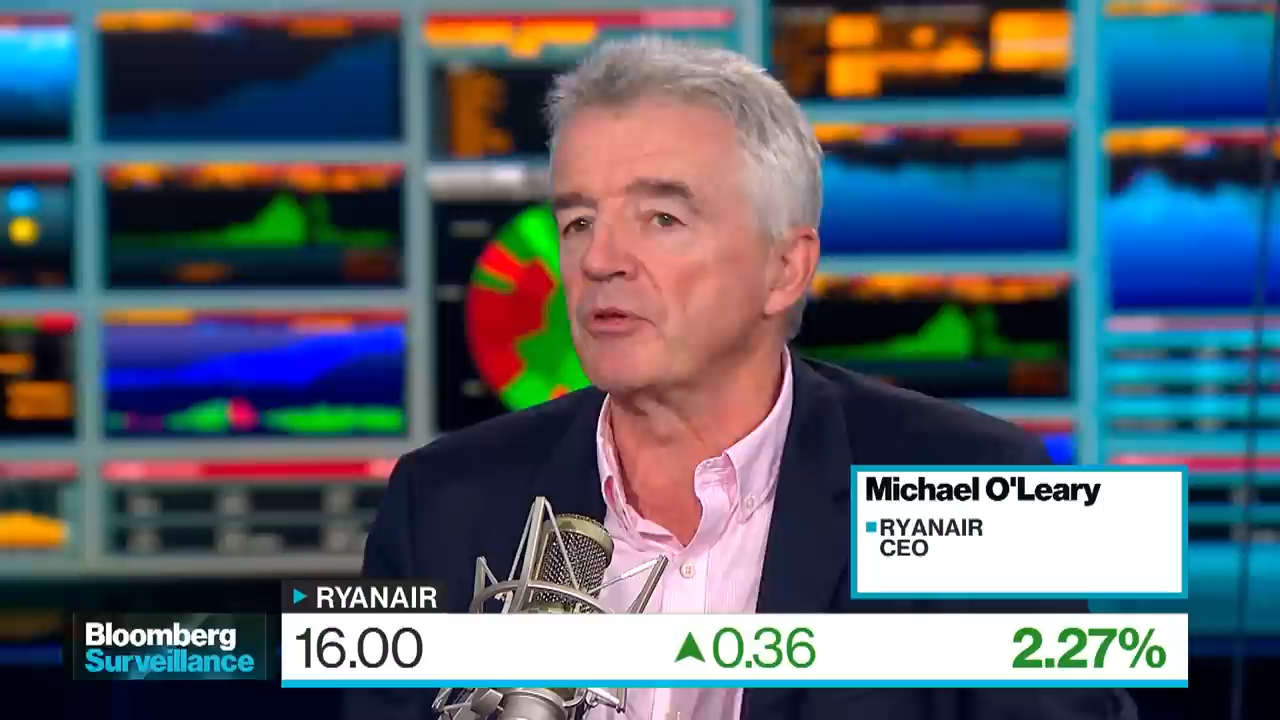 Michael O'Leary
RYANAIR
CEO
RYANAIR
Bloomberg
Surveillance
16.00
▲0.36
2.27%